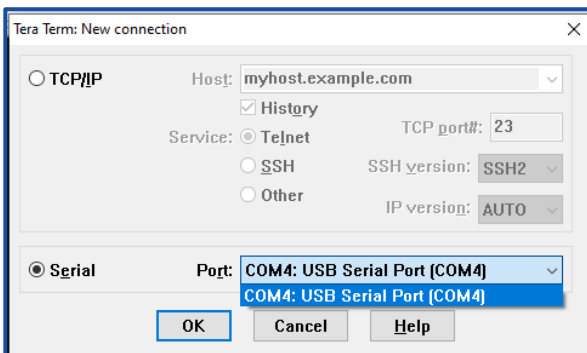 Tera Term: New connection
TCP/IP
Host: myhost.example.com
History
Service: Telnet
TCP port#: 23
SSH
SSH version: SSH2
Other
IP version: AUTO
Serial
Port: COM4: USB Serial Port (COM4)
COM4: USB Serial Port (COM4)
OK
Cancel
Help